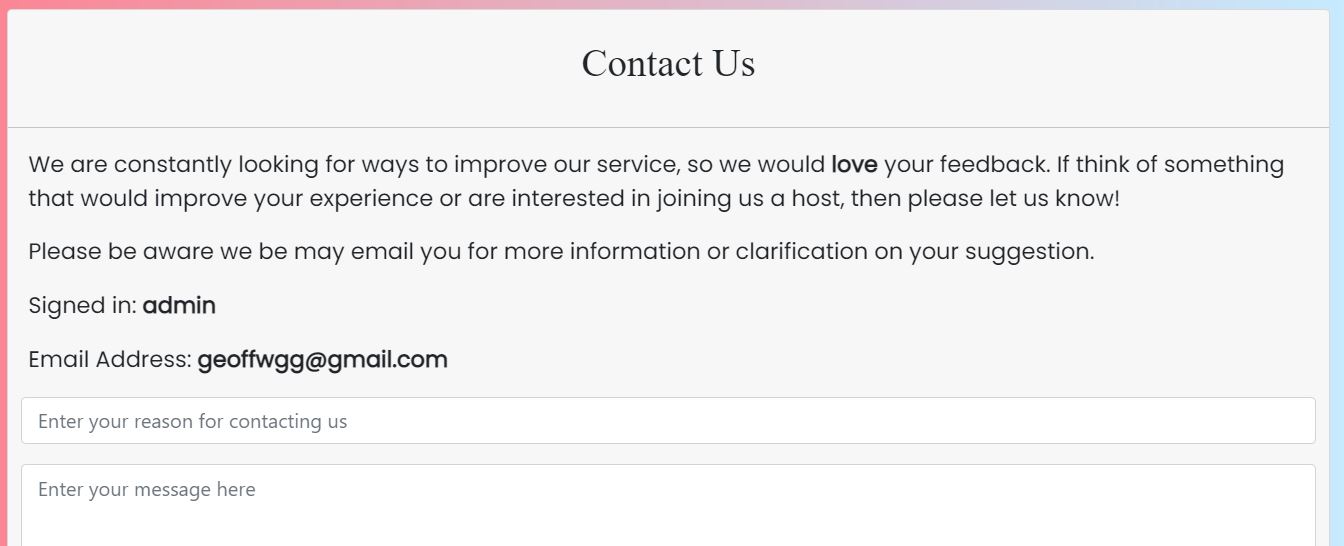 Contact Us
We are constantly looking for ways to improve our service, so we would love your feedback. If think of something
that would improve your experience or are interested in joining us a host, then please let us know!
Please be aware we be may email you for more information or clarification on your suggestion.
Signed in: admin
Email Address: geoffwgg@gmail.com
Enter your reason for contacting us
Enter your message here